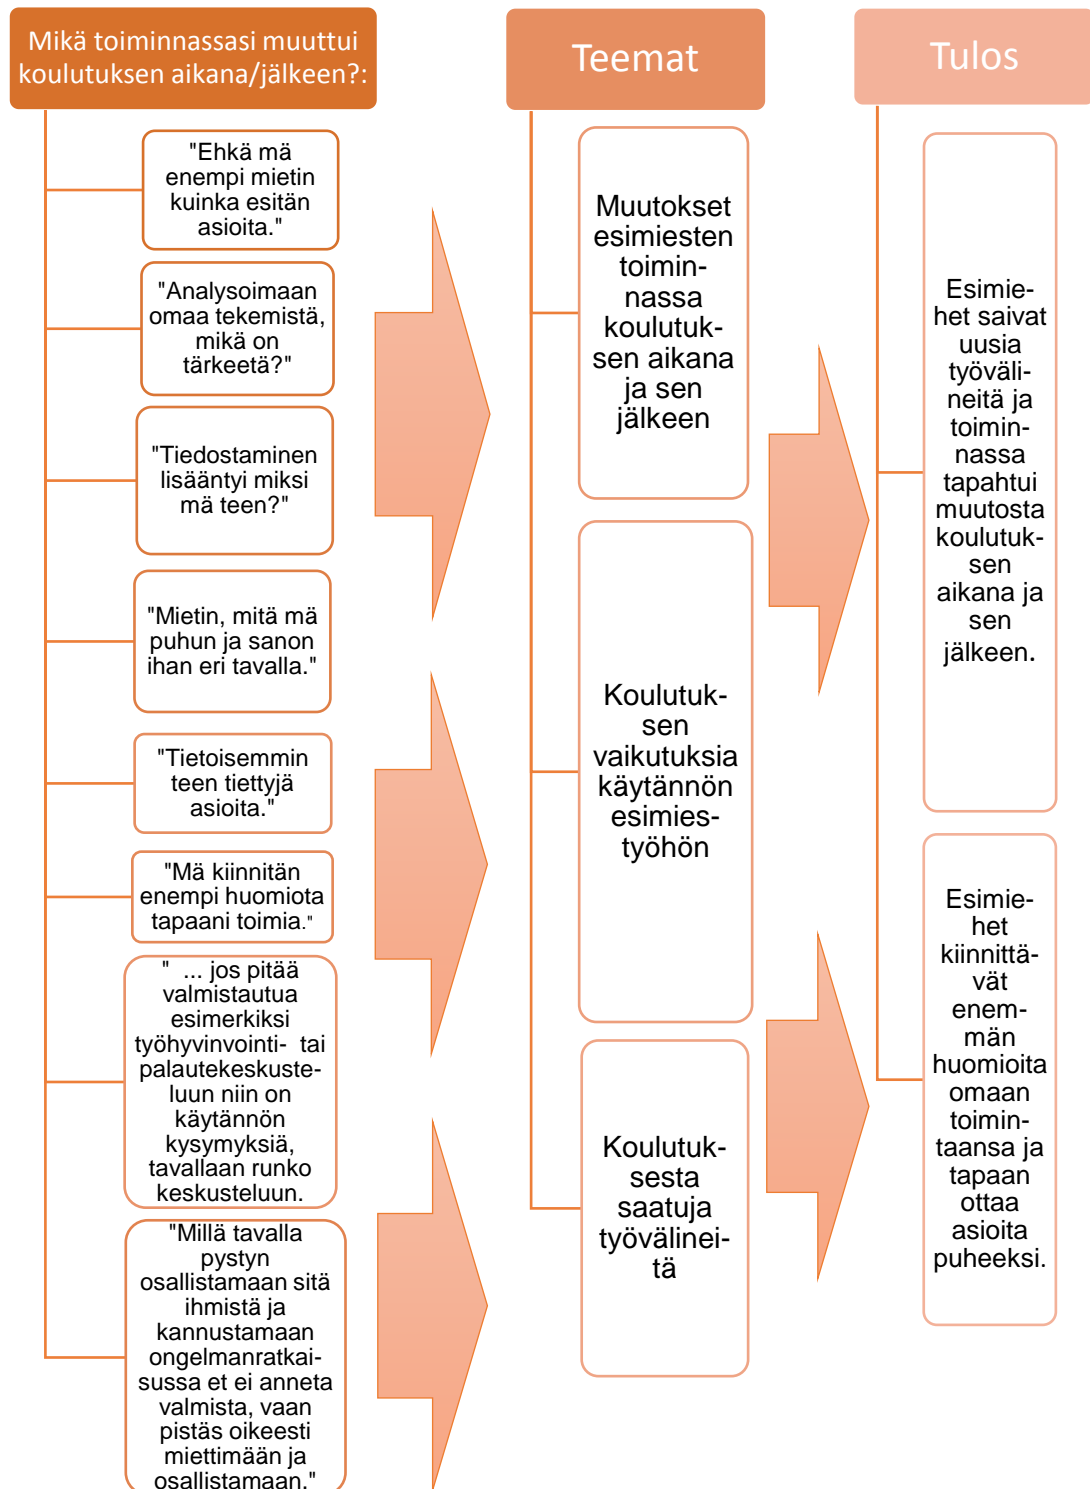 Mikä toiminnassasi muuttui
koulutuksen aikana/jälkeen?:
"Ehkä mä
enempi mietin
kuinka esitän
asioita."
"Analysoimaan
omaa tekemistä,
mikä on
tärkeetä?"
"Tiedostaminen
lisääntyi miksi
mä teen?"
"Mietin, mitä mä
puhun ja sanon
ihan eri tavalla."
"Tietoisemmin
teen tiettyjä
asioita."
"Mä kiinnitän
enempi huomiota
tapaani toimia."
" ... jos pitää
valmistautua
esimerkiksi
työhyvinvointi- tai
palautekeskuste-
luun niin on
käytännön
kysymyksiä,
tavallaan runko
keskusteluun.
"Millä tavalla
pystyn
osallistamaan sitä
ihmistä ja
kannustamaan
ongelmanratkai-
sussa et ei anneta
valmista, vaan
pistäs oikeesti
miettimään ja
osallistamaan."
Teemat
Muutokset
esimiesten
toimin-
nassa
koulutuk-
sen aikana
ja sen
jälkeen
Koulutuk-
sen
vaikutuksia
käytännön
esimies-
työhön
Koulutuk-
sesta
saatuja
työvälinei-
tä
Tulos
Esimie-
het saivat
uusia
työväli-
neitä ja
toimin-
nassa
tapahtui
muutosta
koulutuk-
sen
aikana ja
sen
jälkeen.
Esimie-
het
kiinnittä-
vät
enem-
män
huomioita
omaan
toimin-
taansa ja
tapaan
ottaa
asioita
puheeksi.